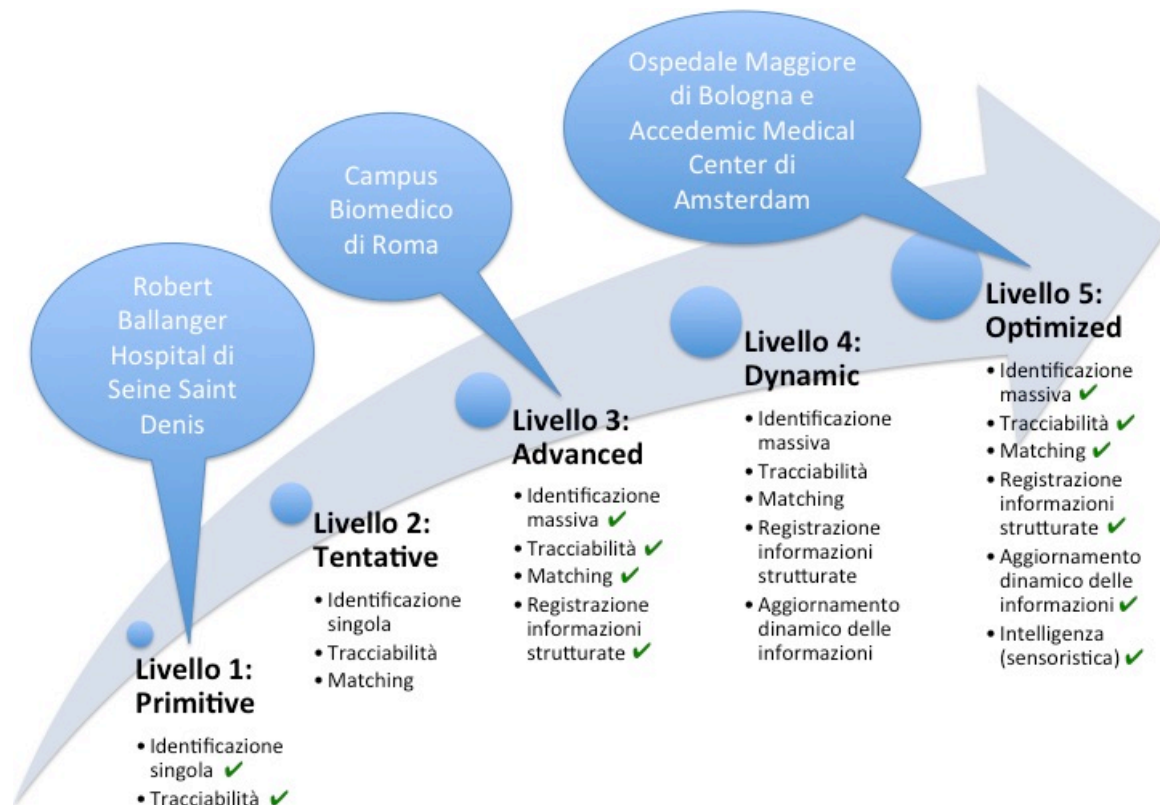 Robert
Ballanger
Hospital di
Seine Saint
Denis
Livello 1:
Primitive
• Identificazione
singola ✔
• Tracciabilità ✔
Livello 2:
Tentative
• Identificazione
singola
• Tracciabilità
• Matching
Campus
Biomedico
di Roma
Livello 3:
Advanced
• Identificazione
massiva ✔
• Tracciabilità ✔
• Matching ✔
• Registrazione
informazioni
strutturate ✔
Livello 4:
Dynamic
• Identificazione
massiva
• Tracciabilità
• Matching
• Registrazione
informazioni
strutturate
• Aggiornamento
dinamico delle
informazioni
Ospedale Maggiore
di Bologna e
Accedemic Medical
Center di
Amsterdam
Livello 5:
Optimized
• Identificazione
massiva ✔
• Tracciabilità ✔
• Matching ✔
• Registrazione
informazioni
strutturate ✔
• Aggiornamento
dinamico delle
informazioni ✔
• Intelligenza
(sensoristica) ✔